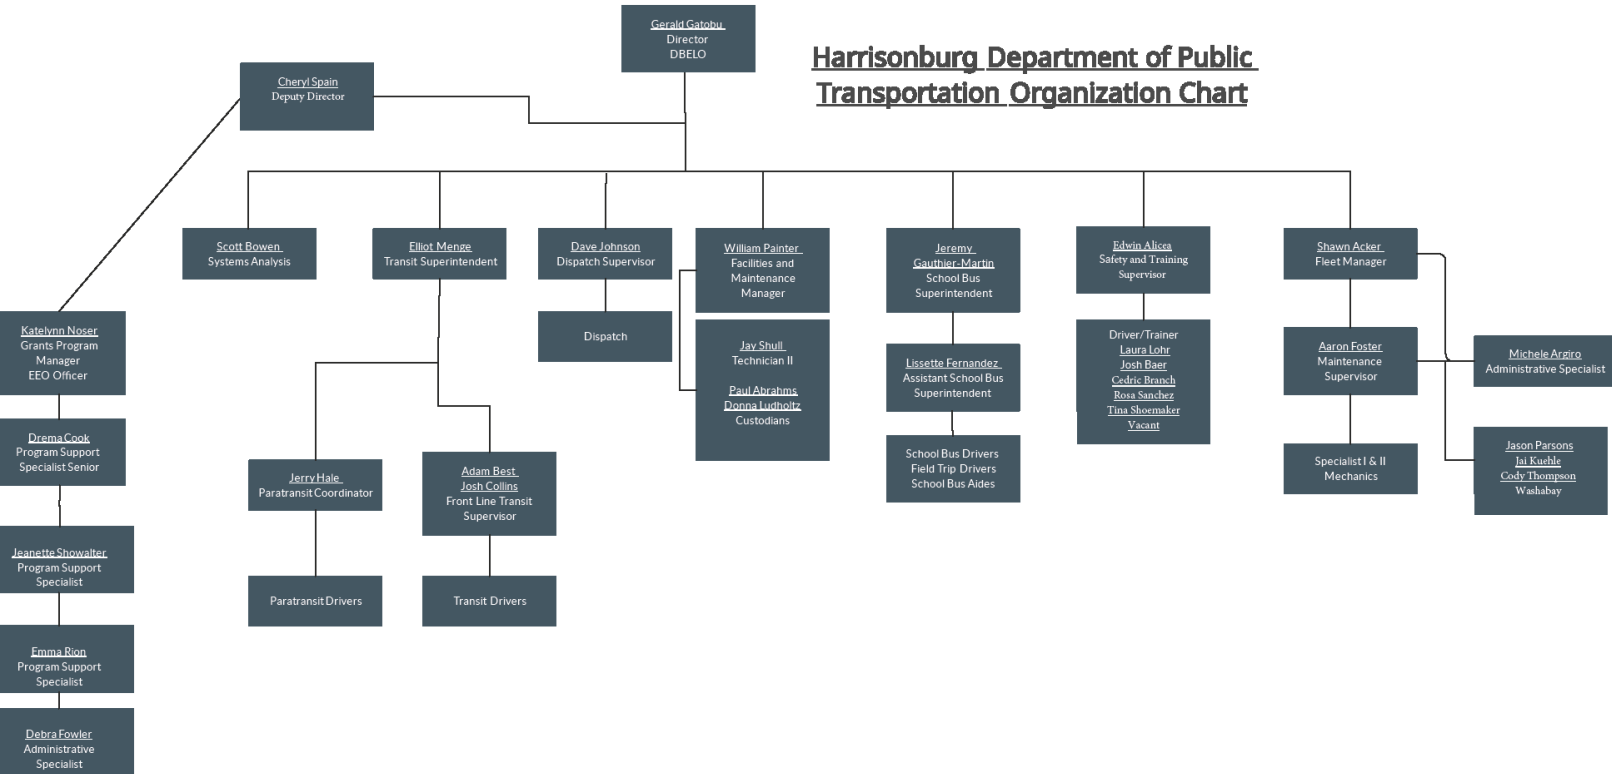 Gerald Gatobu
Director
DBELO
Harrisonburg Department of Public
Transportation Organization Chart
Cheryl Spain
Deputy Director
Scott Bowen
Systems Analysis
Elliot Menge
Transit Superintendent
Dave Johnson
Dispatch Supervisor
Dispatch
William Painter
Facilities and
Maintenance
Manager
Jay Shull
Technician II
Paul Abrahms
Donna Ludholtz
Custodians
Jeremy
Gauthier-Martin
School Bus
Superintendent
Lissette Fernandez
Assistant School Bus
Superintendent
School Bus Drivers
Field Trip Drivers
School Bus Aides
Edwin Alicea
Safety and Training
Supervisor
Driver/Trainer
Laura Lohr
Josh Baer
Cedric Branch
Rosa Sanchez
Tina Shoemaker
Vacant
Shawn Acker
Fleet Manager
Aaron Foster
Maintenance
Supervisor
Specialist I & II
Mechanics
Michele Argiro
Administrative Specialist
Jason Parsons
Jai Kuehle
Cody Thompson
Washabay
Katelynn Noser
Grants Program
Manager
EEO Officer
Drema Cook
Program Support
Specialist Senior
Jeanette Showalter
Program Support
Specialist
Emma Rion
Program Support
Specialist
Debra Fowler
Administrative
Specialist
Jerry Hale
Paratransit Coordinator
Paratransit Drivers
Adam Best
Josh Collins
Front Line Transit
Supervisor
Transit Drivers